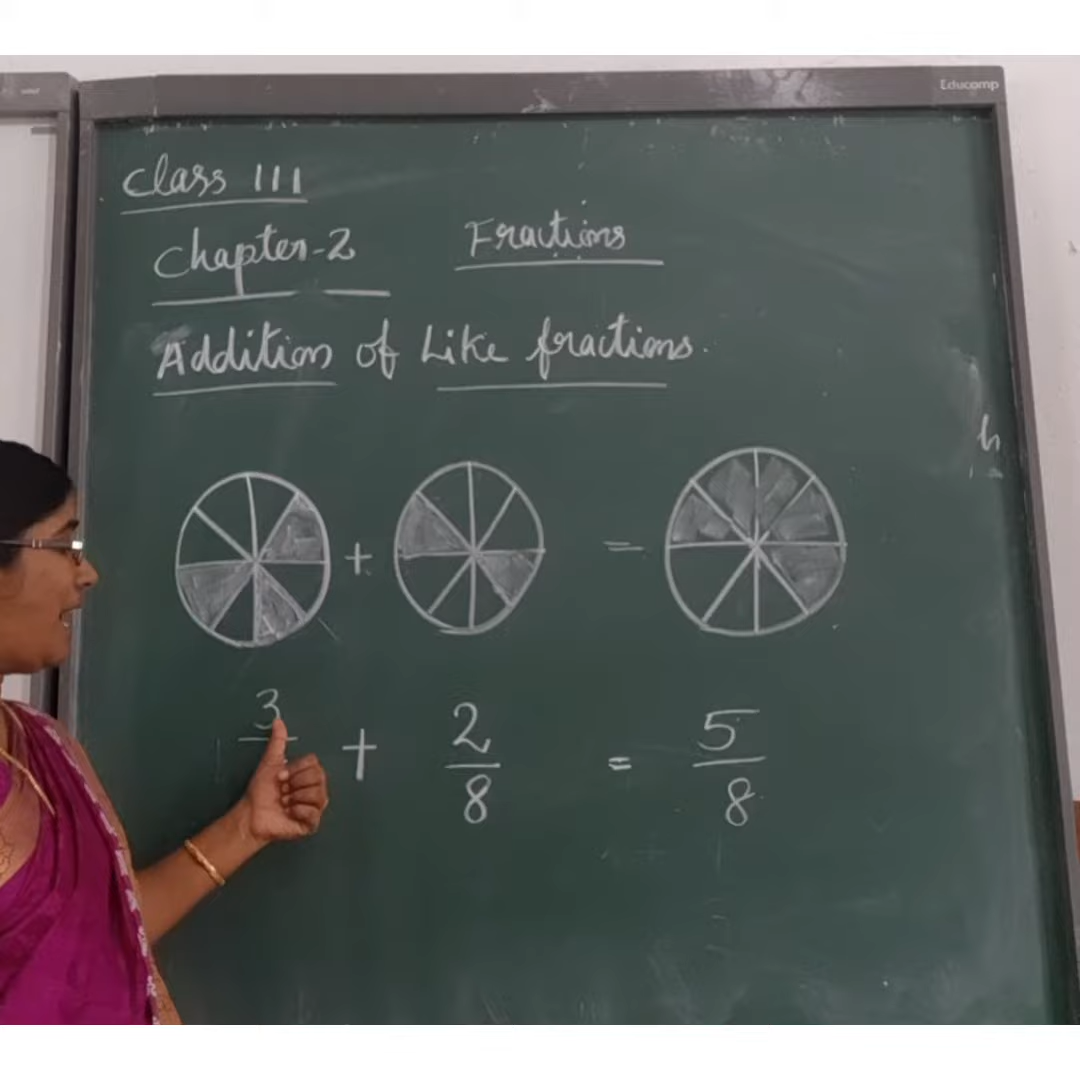 Educomp
Class III
Chapter-2 Fractions
Addition of Like fractions.
+ =
3 + 2 = 5
8 8
h